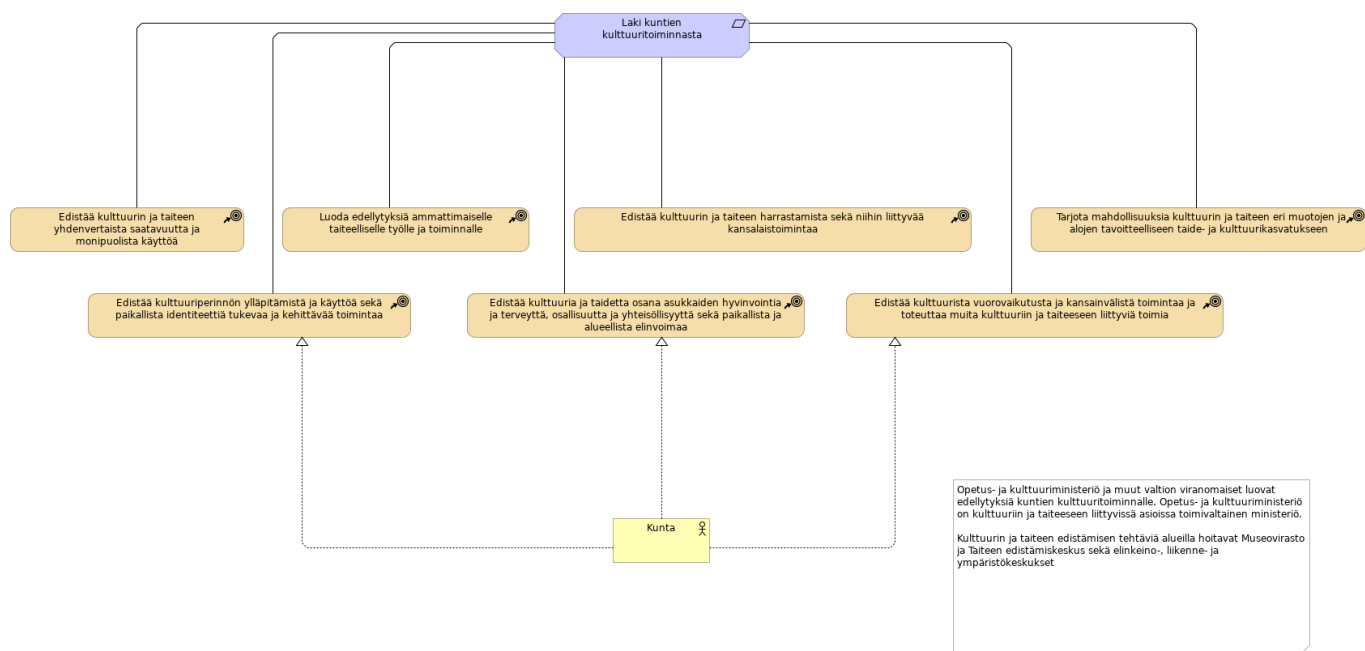 Laki kuntien
kulttuuritoiminnasta
Edistää kulttuurin ja taiteen
yhdenvertaista saatavuutta ja
monipuolista käyttöä
Luoda edellytyksiä ammattimaiselle
taiteelliselle työlle ja toiminnalle
Edistää kulttuurin ja taiteen harrastamista sekä niihin liittyvää
kansalaistoimintaa
Tarjota mahdollisuuksia kulttuurin ja taiteen eri muotojen ja
alojen tavoitteelliseen taide- ja kulttuurikasvatukseen
Edistää kulttuuriperinnön ylläpitämistä ja käyttöä sekä
paikallista identiteettiä tukevaa ja kehittävää toimintaa
Edistää kulttuuria ja taidetta osana asukkaiden hyvinvointia
ja terveyttä, osallisuutta ja yhteisöllisyyttä sekä paikallista ja
alueellista elinvoimaa
Edistää kulttuurista vuorovaikutusta ja kansainvälistä toimintaa ja
toteuttaa muita kulttuuriin ja taiteeseen liittyviä toimia
Kunta
Opetus- ja kulttuuriministeriö ja muut valtion viranomaiset luovat
edellytyksiä kuntien kulttuuritoiminnalle. Opetus- ja kulttuuriministeriö
on kulttuuriin ja taiteeseen liittyvissä asioissa toimivaltainen ministeriö.
Kulttuurin ja taiteen edistämisen tehtäviä alueilla hoitavat Museovirasto
ja Taiteen edistämiskeskus sekä elinkeino-, liikenne- ja
ympäristökeskukset